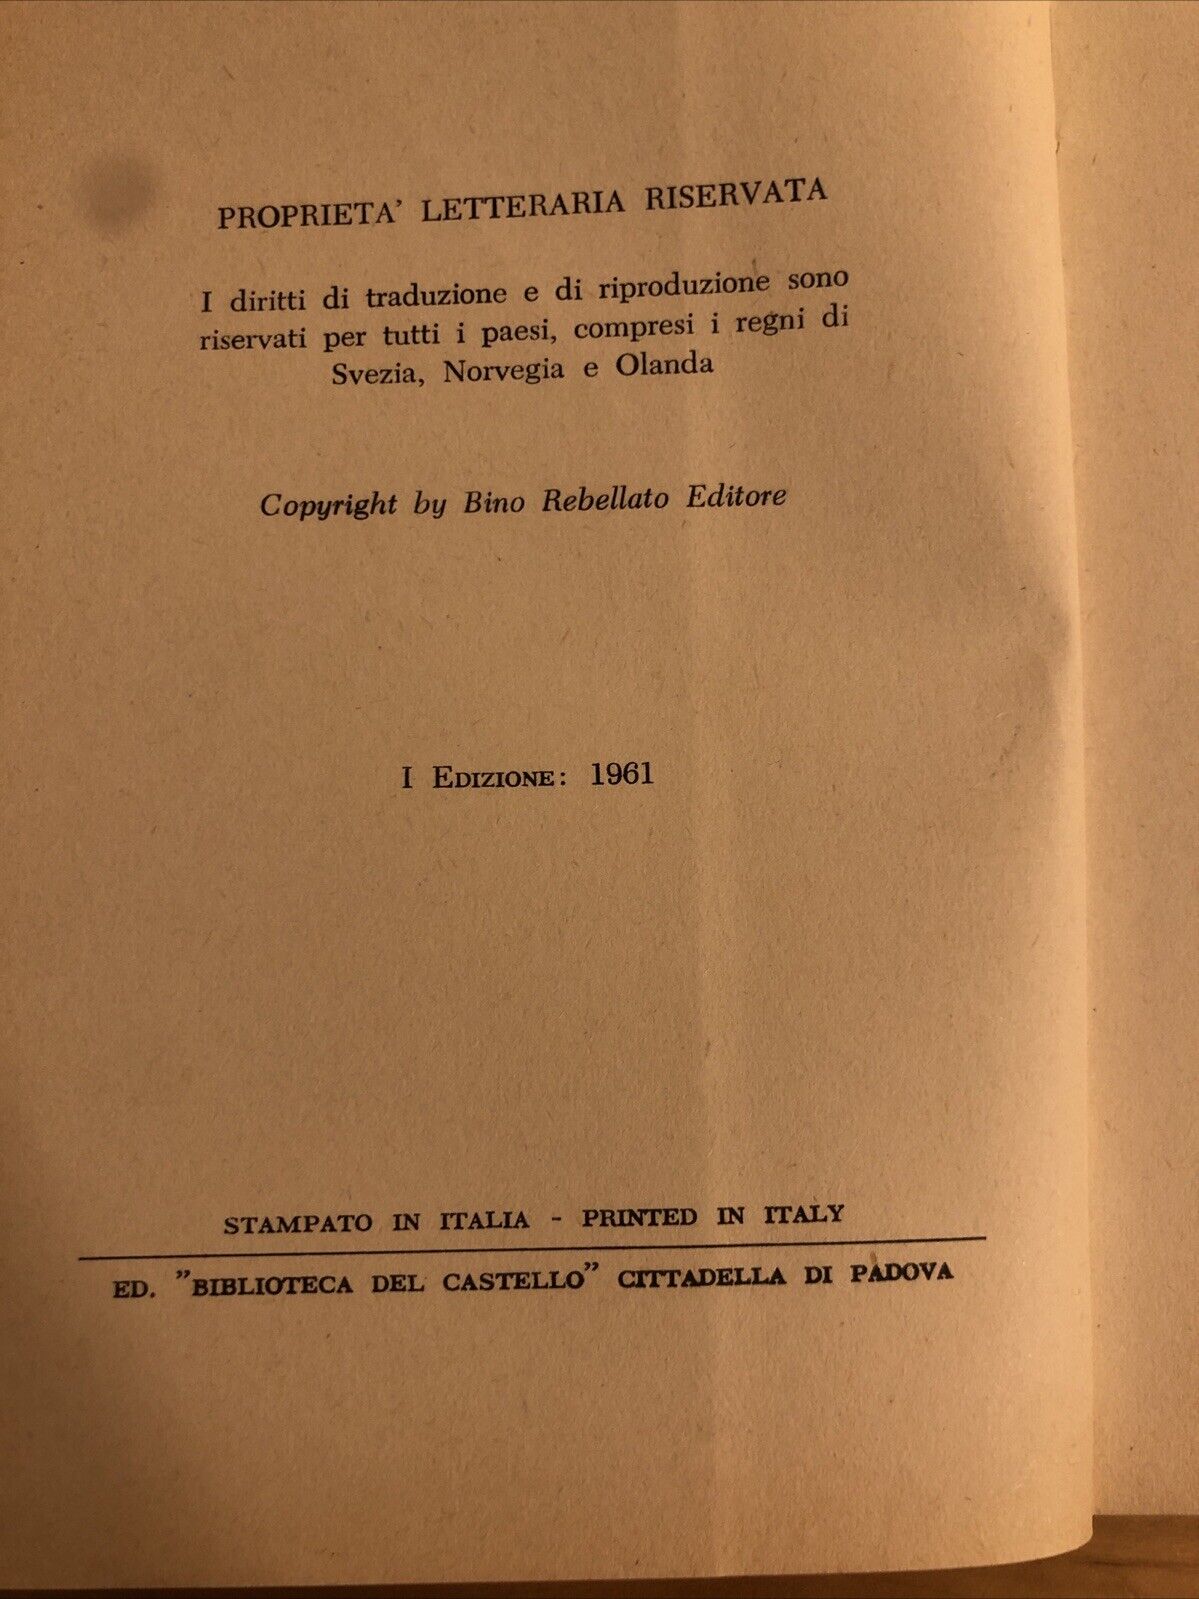 PROPRIETA' LETTERARIA RISERVATA
I diritti di traduzione e di riproduzione sono
riservati per tutti i paesi, compresi i regni di
Svezia, Norvegia e Olanda
Copyright by Bino Rebellato Editore
I EDIZIONE: 1961
STAMPATO IN ITALIA - PRINTED IN ITALY
ED. "BIBLIOTECA DEL CASTELLO" CITTADELLA DI PADOVA